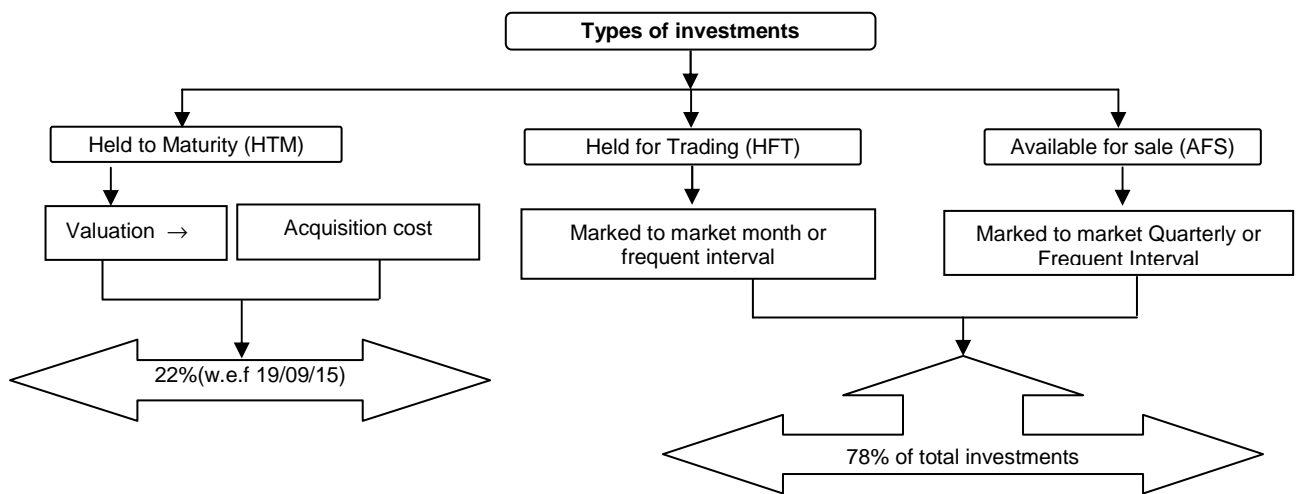 Types of investments
Held to Maturity (HTM)
Held for Trading (HFT)
Available for sale (AFS)
Valuation →
Acquisition cost
Marked to market month or
frequent interval
Marked to market Quarterly or
Frequent Interval
22%(w.e.f 19/09/15)
78% of total investments